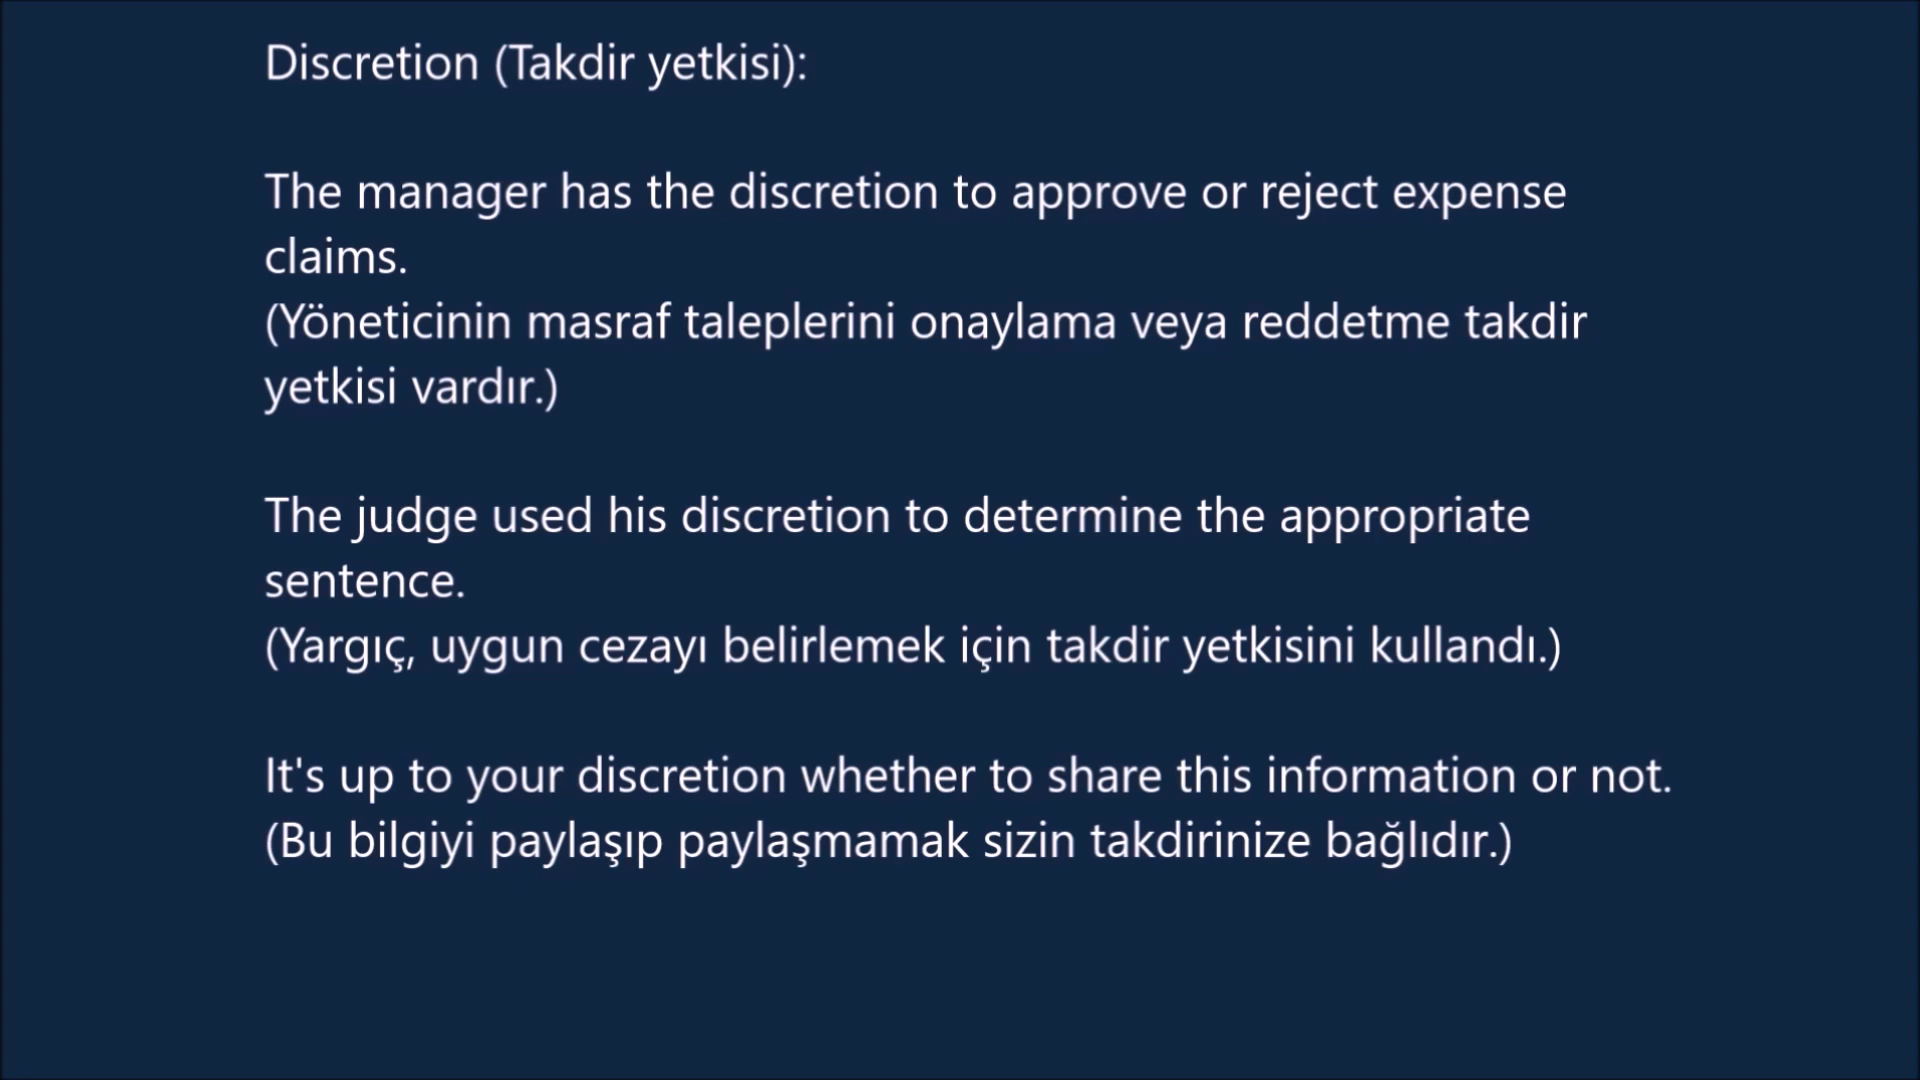 Discretion (Takdir yetkisi):
The manager has the discretion to approve or reject expense
claims.
(Yöneticinin masraf taleplerini onaylama veya reddetme takdir
yetkisi vardır.)
The judge used his discretion to determine the appropriate
sentence.
(Yargıç, uygun cezayı belirlemek için takdir yetkisini kullandı.)
It's up to your discretion whether to share this information or not.
(Bu bilgiyi paylaşıp paylaşmamak sizin takdirinize bağlıdır.)